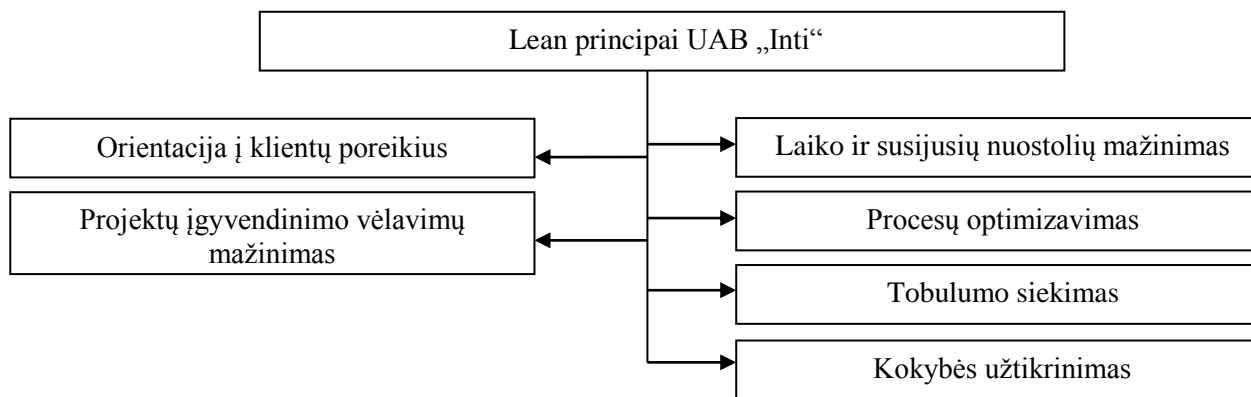 Lean principai UAB „Inti“
Orientacija į klientų poreikius
Projektų įgyvendinimo vėlavimų
mažinimas
Laiko ir susijusių nuostolių mažinimas
Procesų optimizavimas
Tobulumo siekimas
Kokybės užtikrinimas